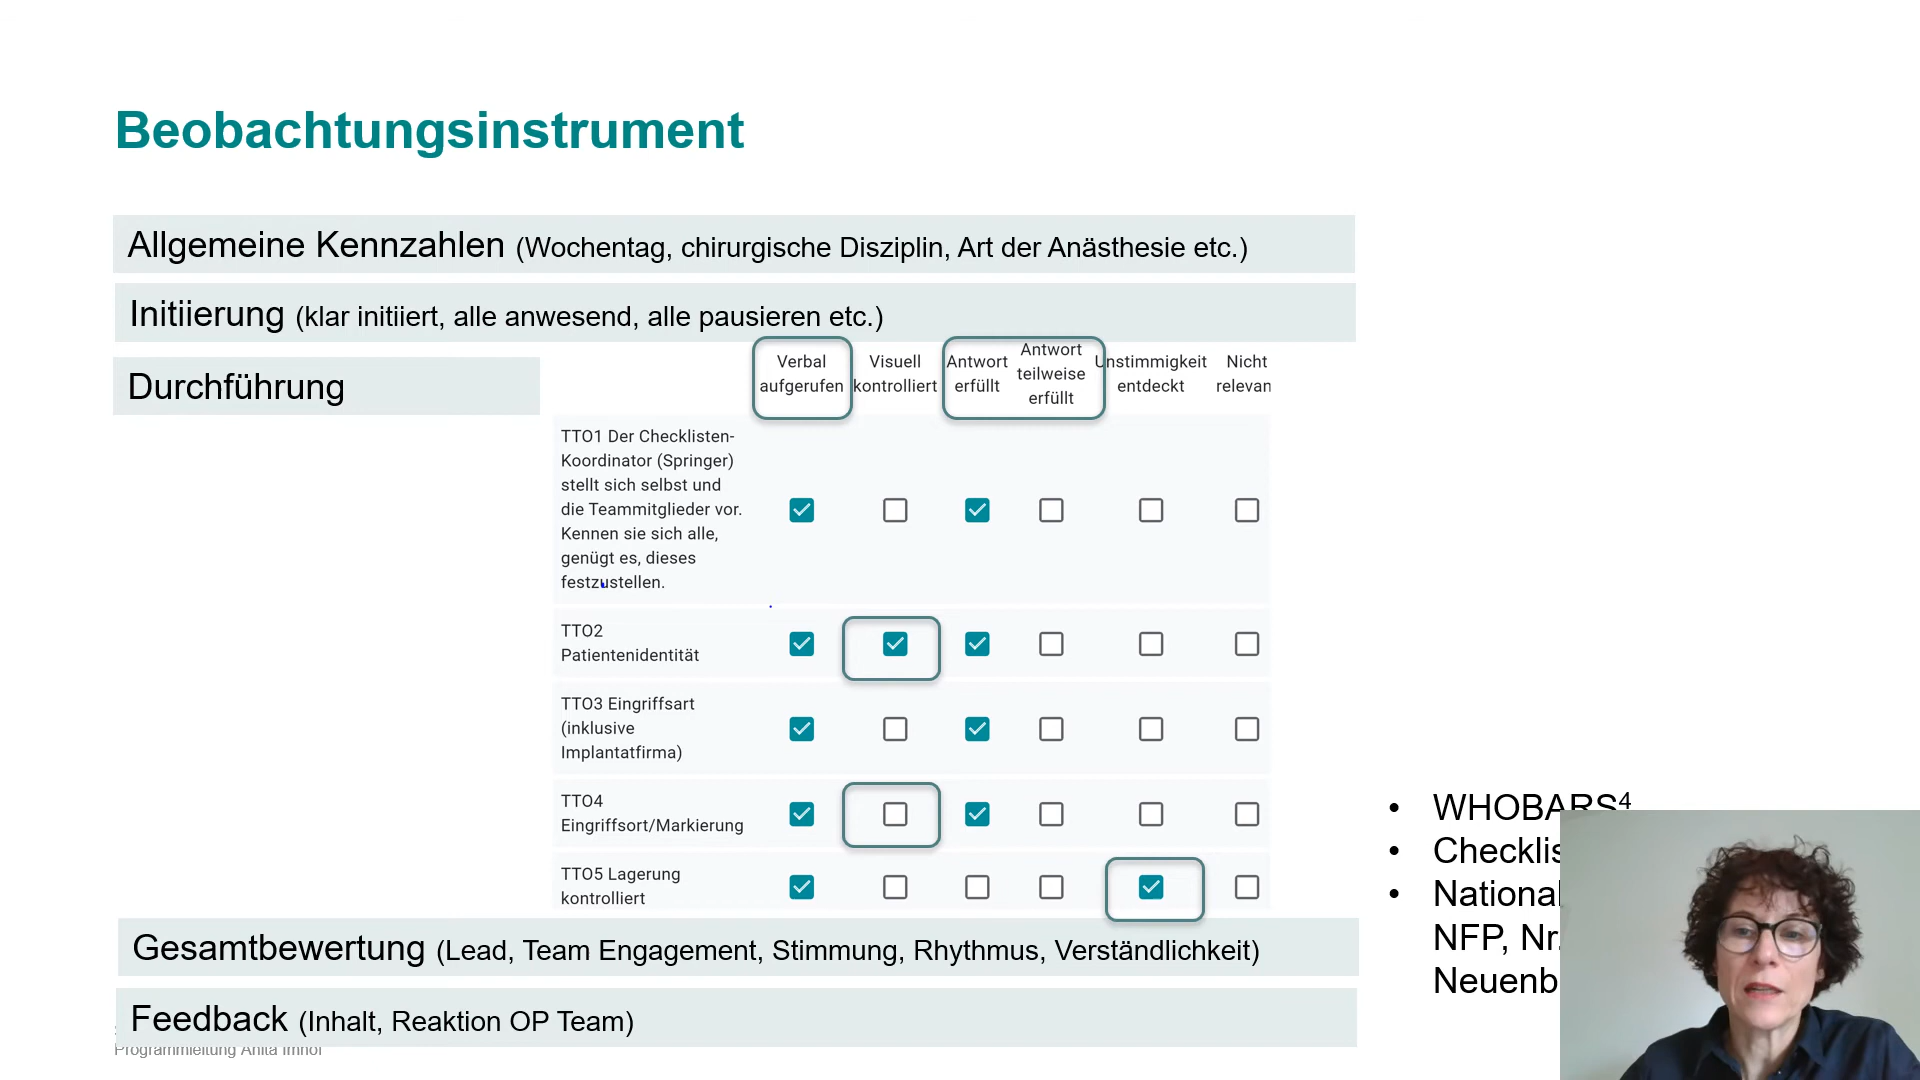 Beobachtungsinstrument
Allgemeine Kennzahlen (Wochentag, chirurgische Disziplin, Art der Anästhesie etc.)
Initiierung (klar initiiert, alle anwesend, alle pausieren etc.)
Durchführung
Verbal
aufgerufen
Visuell
kontrolliert
Antwort
erfüllt
Antwort
teilweise
erfüllt
Unstimmigkeit
entdeckt
Nicht
relevan
TTO1 Der Checklisten-
Koordinator (Springer)
stellt sich selbst und
die Teammitglieder vor.
Kennen sie sich alle,
genügt es, dieses
festzustellen.
TTO2
Patientenidentität
TTO3 Eingriffsart
(inklusive
Implantatfirma)
TTO4
Eingriffsort/Markierung
TTO5 Lagerung
kontrolliert
Gesamtbewertung (Lead, Team Engagement, Stimmung, Rhythmus, Verständlichkeit)
Feedback (Inhalt, Reaktion OP Team)
Programmleitung Anita Imhof
• WHOBARS4
• Checklis
• National
NFP, Nr.
Neuenb